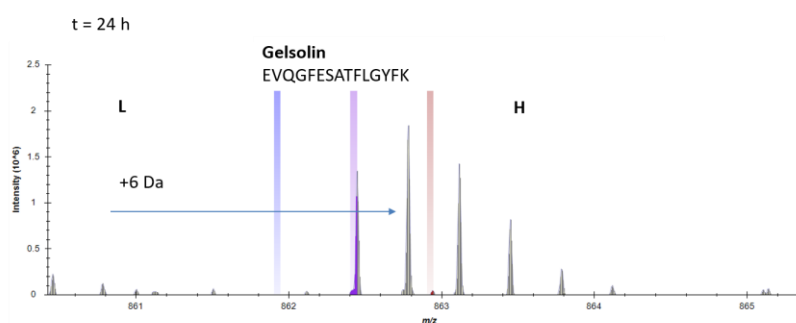 t = 24 h
Gelsolin
EVQGFESATFLGYFK
L
H
+6 Da
Intensity (10^6)
2.5
2
1.5
1
0.5
0
861
862
863
864
865
m/z